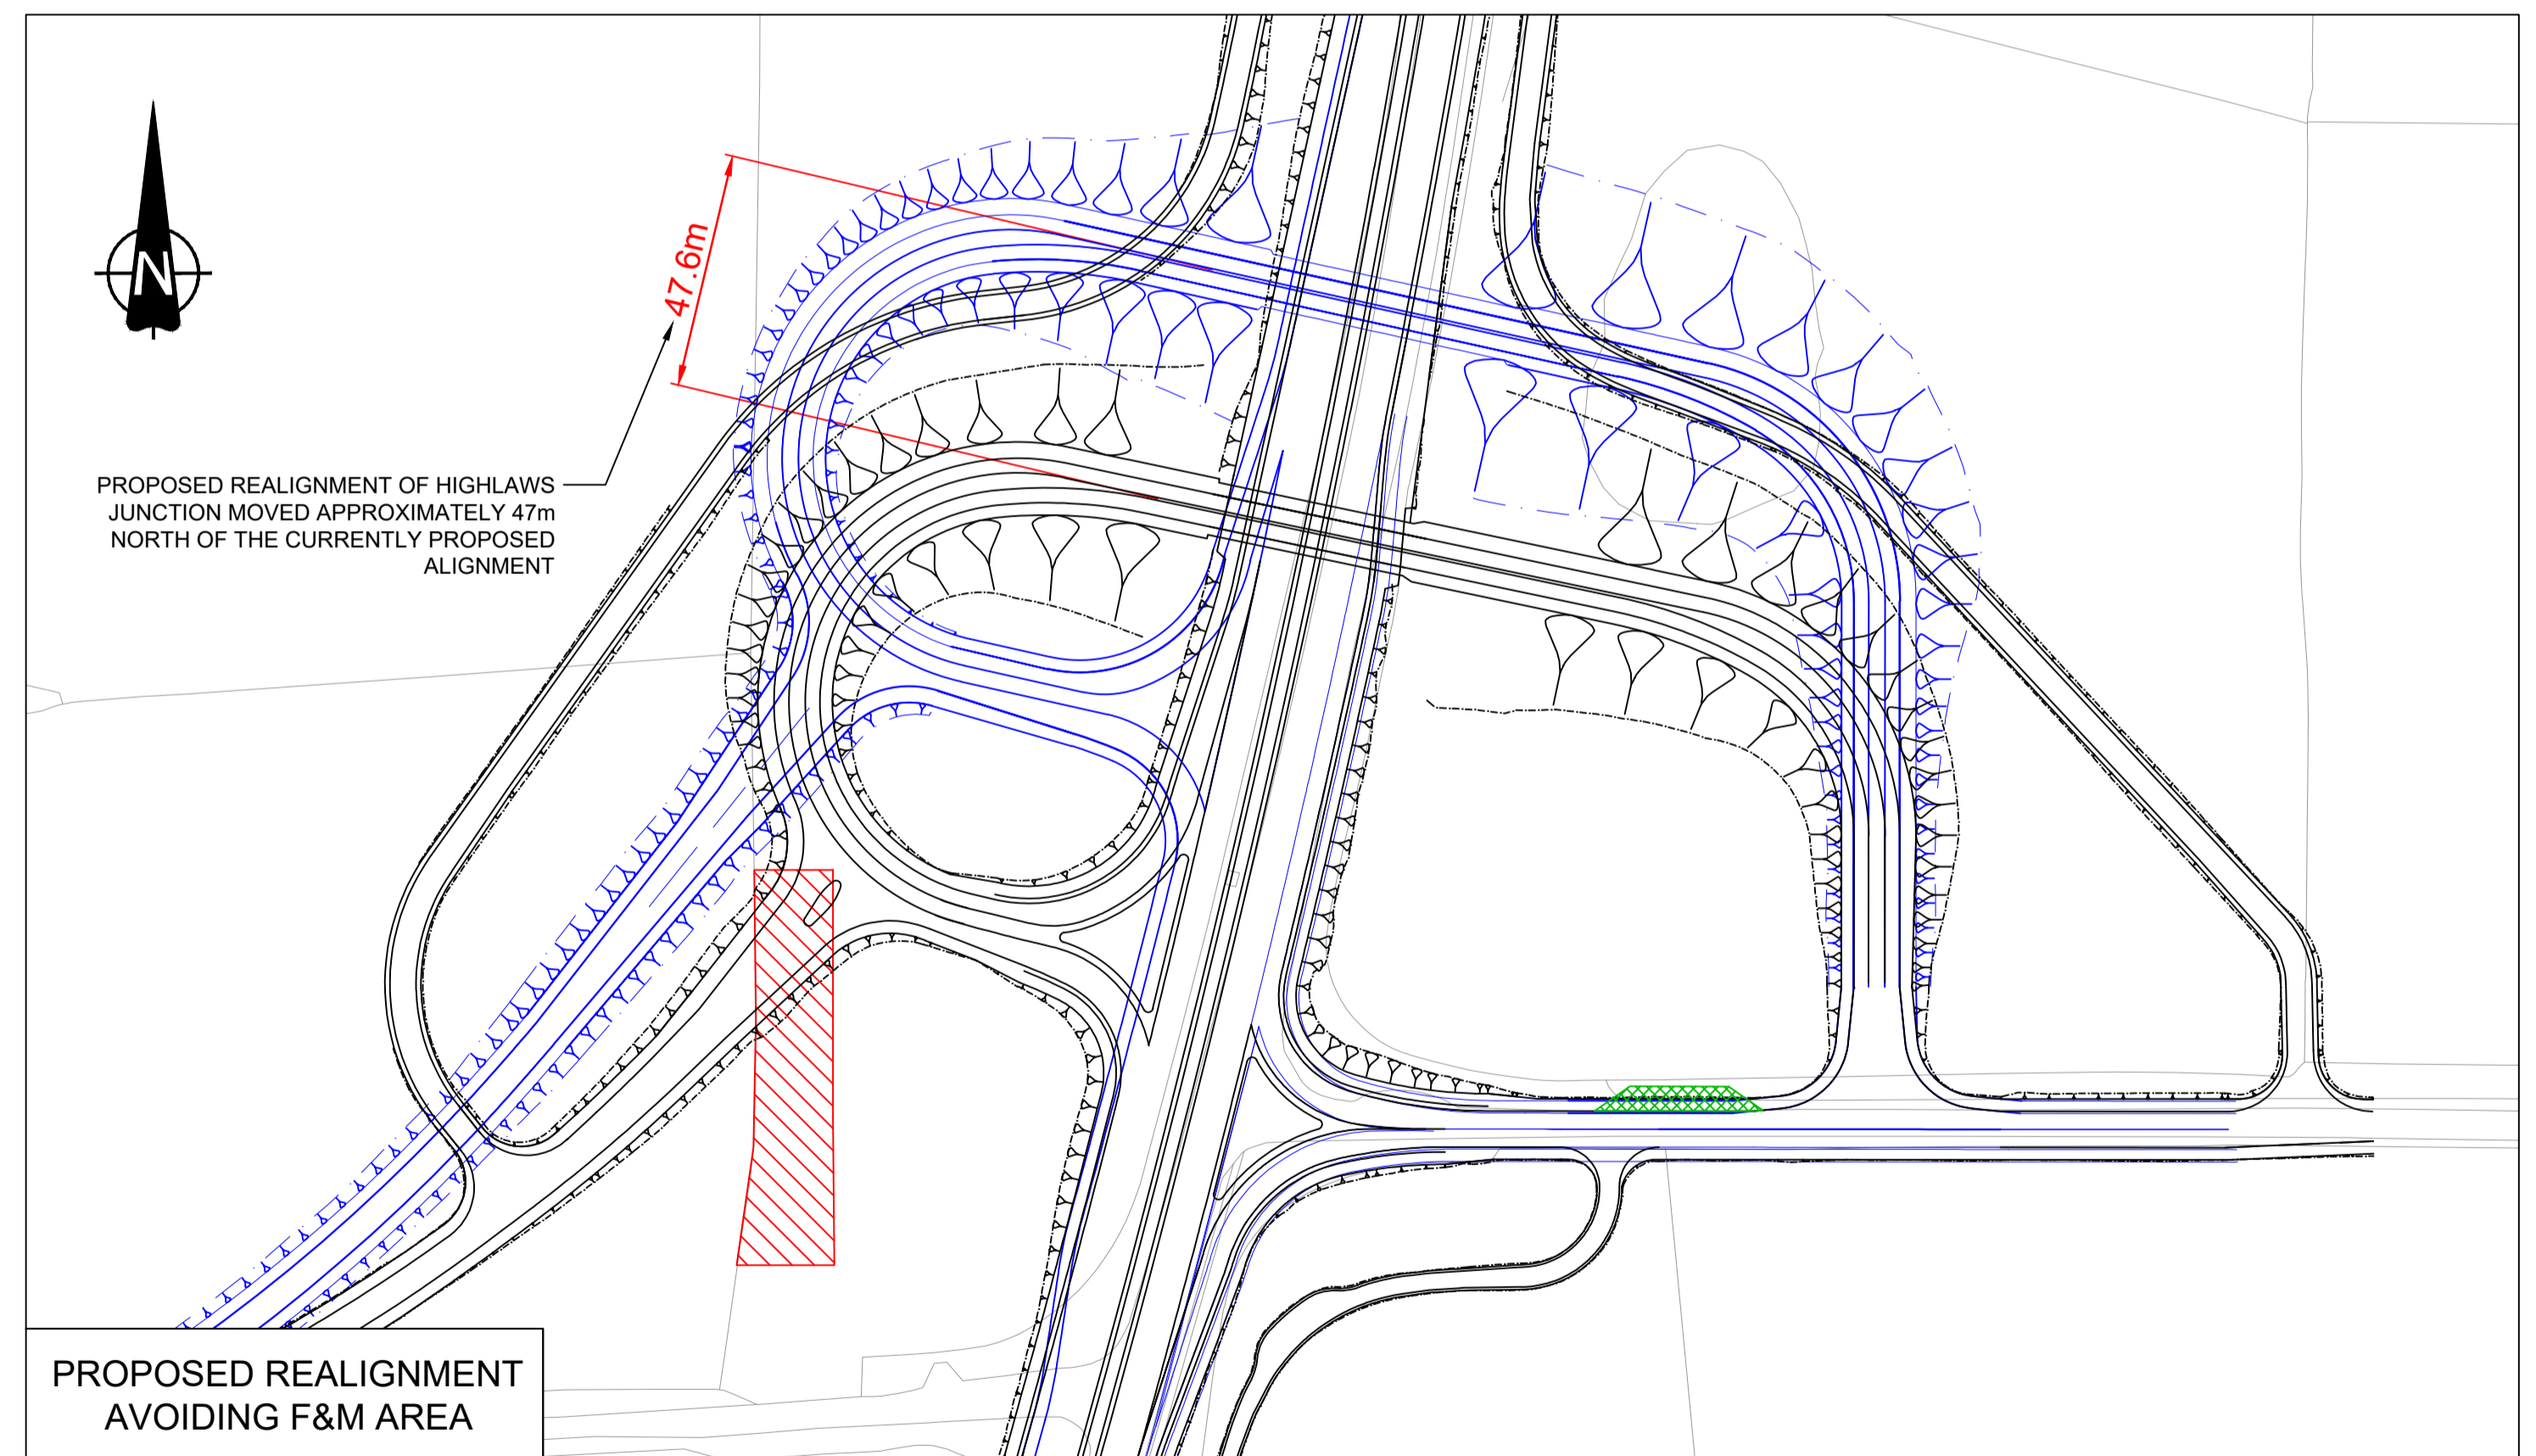 N
47.6m
PROPOSED REALIGNMENT OF HIGHLAWS
JUNCTION MOVED APPROXIMATELY 47m
NORTH OF THE CURRENTLY PROPOSED
ALIGNMENT
PROPOSED REALIGNMENT
AVOIDING F&M AREA